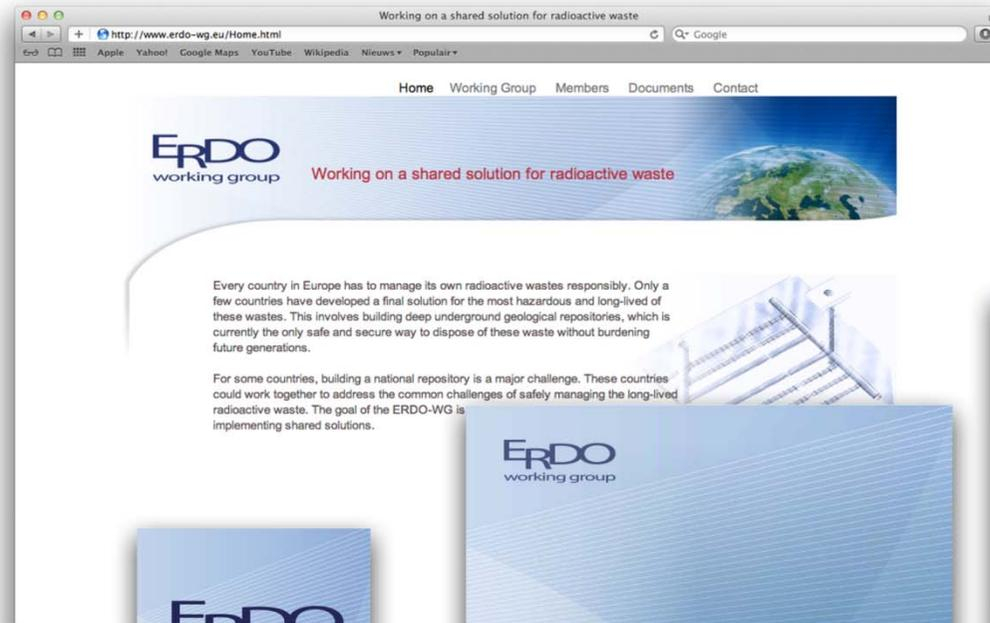 Working on a shared solution for radioactive waste
http://www.erdo-wg.eu/Home.html
Google
Apple Yahoo! Google Maps YouTube Wikipedia Nieuws Populair
Home Working Group Members Documents Contact
ERDO
working group
Working on a shared solution for radioactive waste
Every country in Europe has to manage its own radioactive wastes responsibly. Only a
few countries have developed a final solution for the most hazardous and long-lived of
these wastes. This involves building deep underground geological repositories, which is
currently the only safe and secure way to dispose of these waste without burdening
future generations.
For some countries, building a national repository is a major challenge. These countries
could work together to address the common challenges of safely managing the long-lived
radioactive waste. The goal of the ERDO-WG is
implementing shared solutions.
ERDO
working group
ERDO